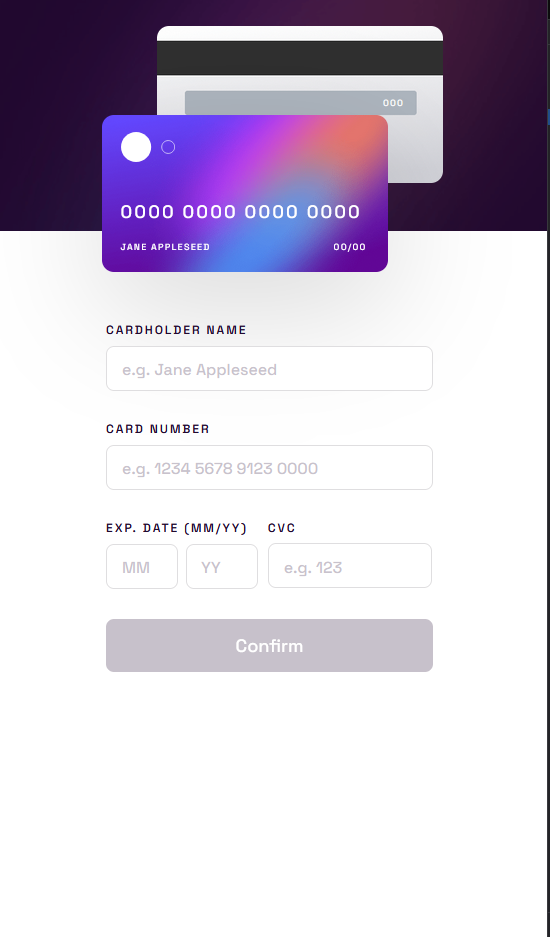 000
0000 0000 0000 0000
JANE APPLESEED 00/00
CARDHOLDER NAME
e.g. Jane Appleseed
CARD NUMBER
e.g. 1234 5678 9123 0000
EXP. DATE (MM/YY) CVC
MM YY e.g. 123
Confirm